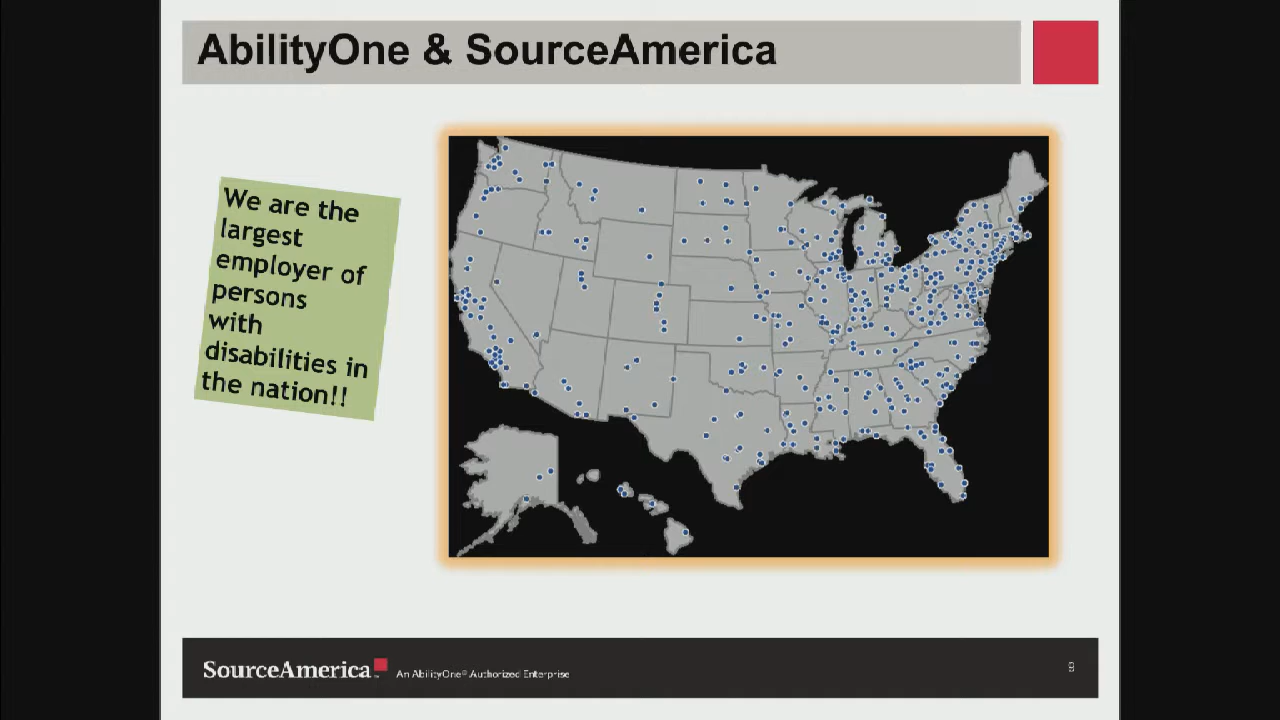 AbilityOne & SourceAmerica
We are the
largest
employer of
persons
with
disabilities in
the nation!!
SourceAmerica
An AbilityOne® Authorized Enterprise